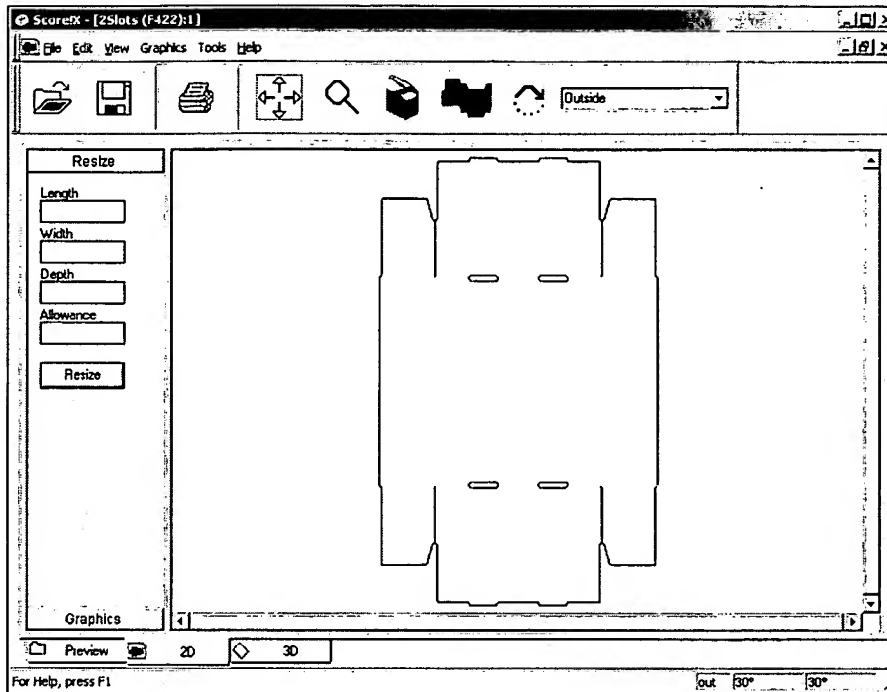 Score!X - [2Slots (F422):1]
File Edit View Graphics Tools Help
Outside
Resize
Length
Width
Depth
Allowance
Resize
Graphics
Preview 2D 3D
For Help, press F1 out 30° 30°